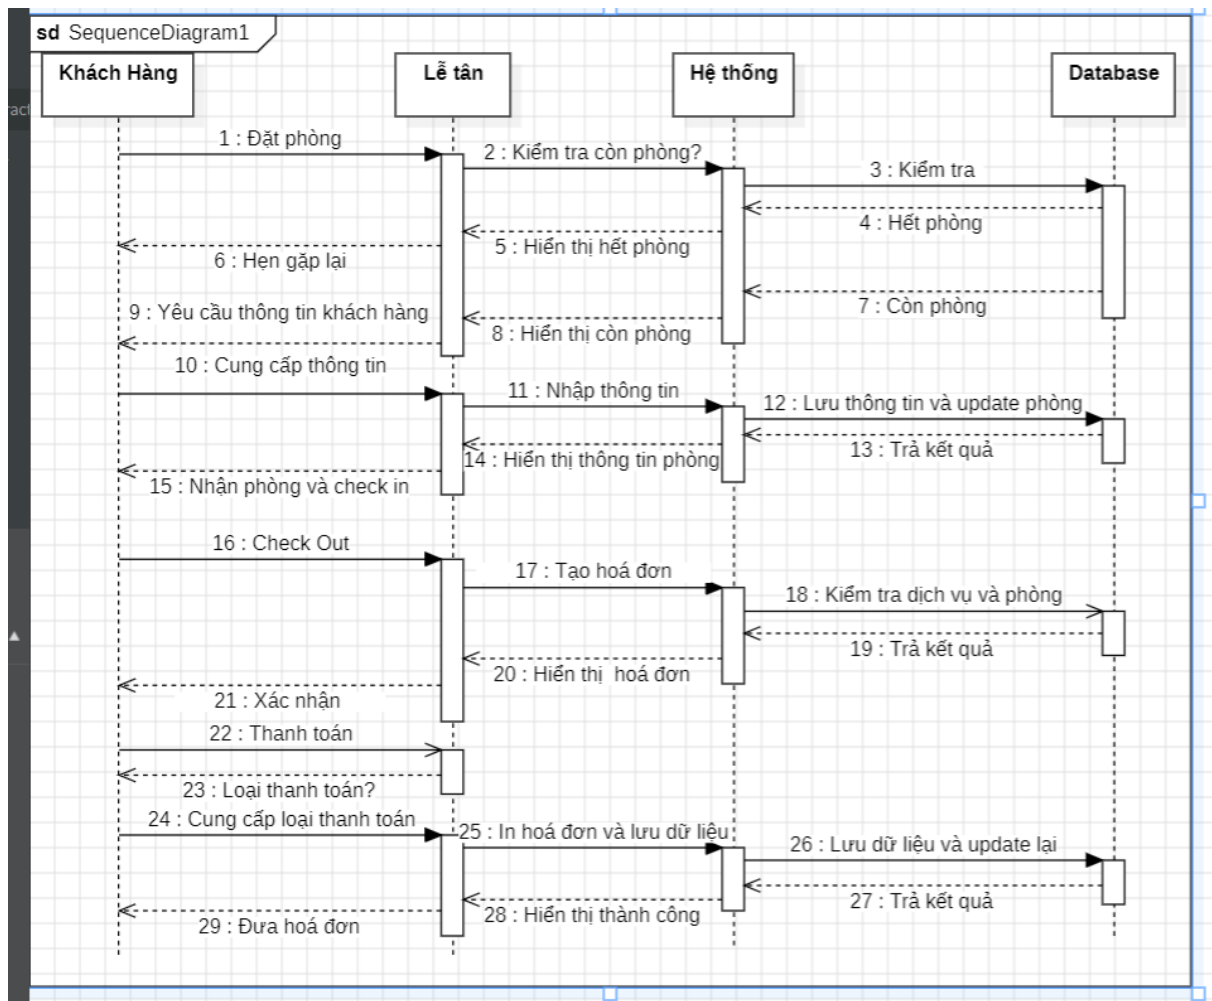 ract
sd SequenceDiagram1
Khách Hàng
Lễ tân
Hệ thống
Database
1 : Đặt phòng
2 : Kiểm tra còn phòng?
3 : Kiểm tra
4 : Hết phòng
5 : Hiển thị hết phòng
6 : Hẹn gặp lại
7 : Còn phòng
8 : Hiển thị còn phòng
9 : Yêu cầu thông tin khách hàng
10 : Cung cấp thông tin
11 : Nhập thông tin
12 : Lưu thông tin và update phòng
13 : Trả kết quả
14 : Hiển thị thông tin phòng
15 : Nhận phòng và check in
16 : Check Out
17 : Tạo hoá đơn
18 : Kiểm tra dịch vụ và phòng
19 : Trả kết quả
20 : Hiển thị  hoá đơn
21 : Xác nhận
22 : Thanh toán
23 : Loại thanh toán?
24 : Cung cấp loại thanh toán
25 : In hoá đơn và lưu dữ liệu
26 : Lưu dữ liệu và update lại
27 : Trả kết quả
28 : Hiển thị thành công
29 : Đưa hoá đơn